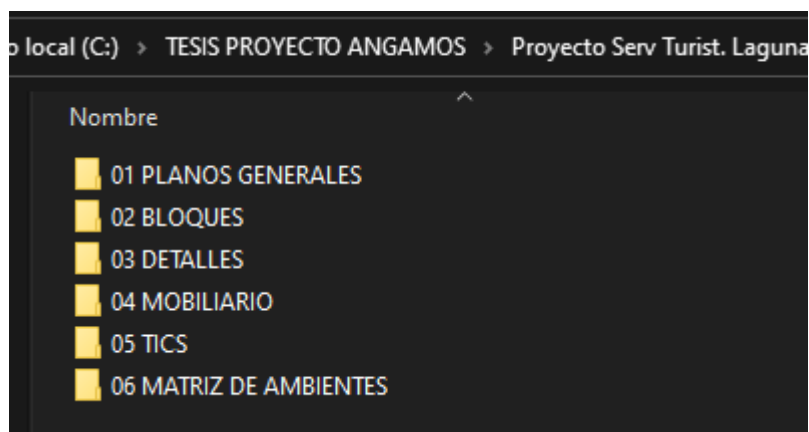 o local (C:) > TESIS PROYECTO ANGAMOS > Proyecto Serv Turist. Laguna
Nombre
01 PLANOS GENERALES
02 BLOQUES
03 DETALLES
04 MOBILIARIO
05 TICS
06 MATRIZ DE AMBIENTES